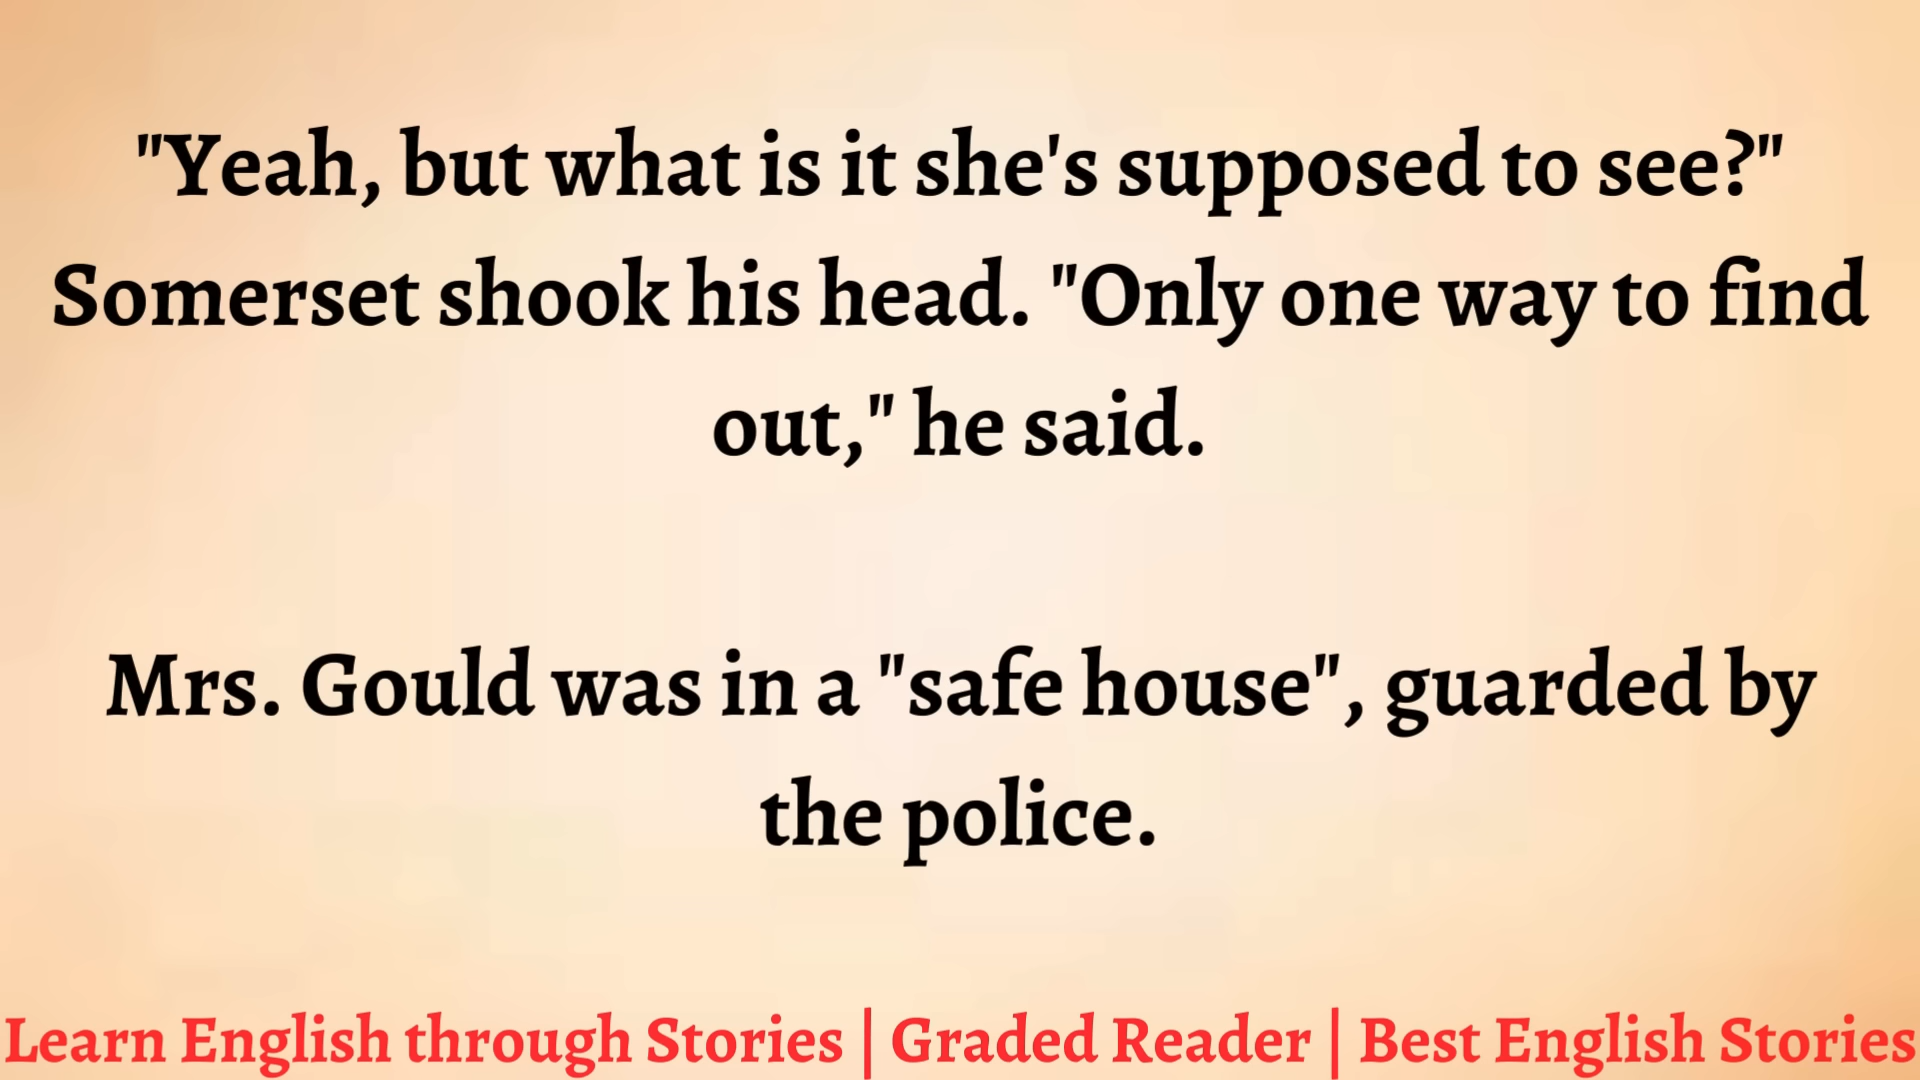 "Yeah, but what is it she's supposed to see?"
Somerset shook his head. "Only one way to find
out," he said.
Mrs. Gould was in a "safe house", guarded by
the police.
Learn English through Stories | Graded Reader | Best English Stories